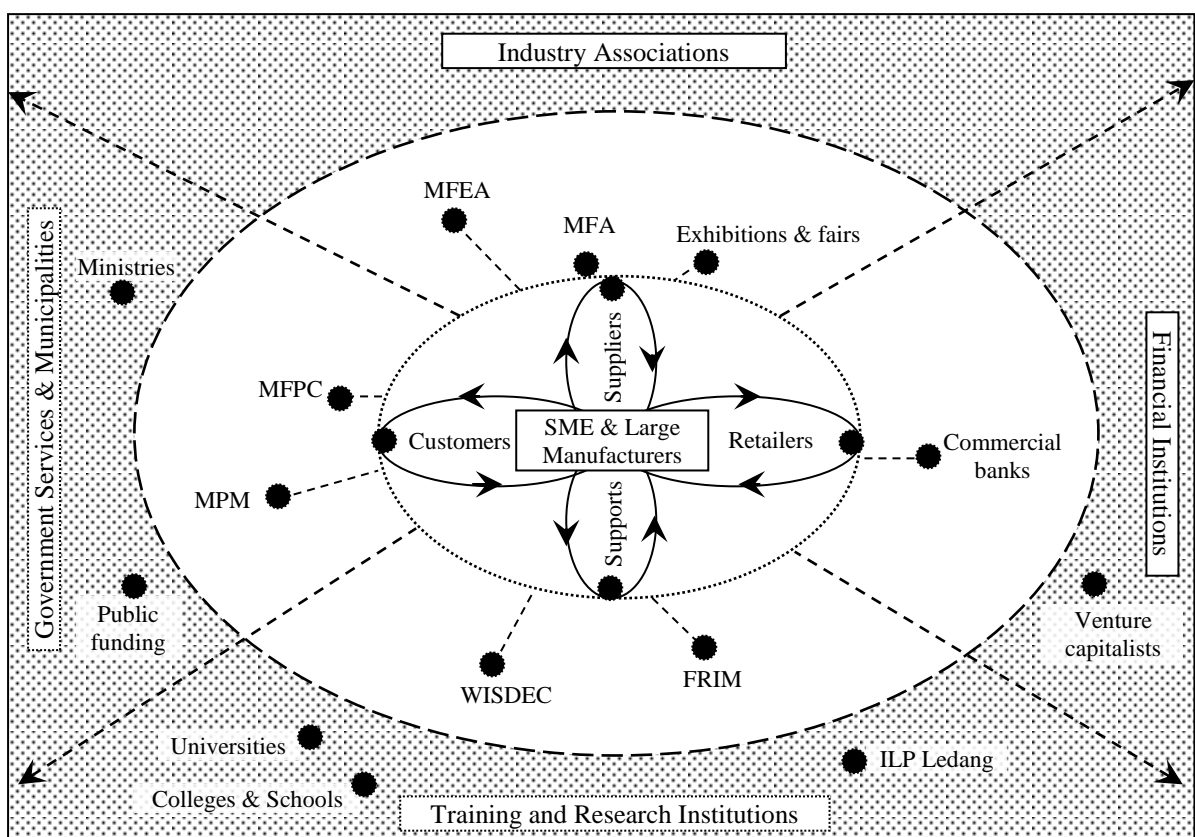 Industry Associations
MFEA
MFA
Exhibitions & fairs
Ministries
Government Services & Municipalities
Financial Institutions
Suppliers
MFPC
Customers
SME & Large
Manufacturers
Retailers
Commercial
banks
MPM
Supports
Public
funding
Venture
capitalists
WISDEC
FRIM
Universities
ILP Ledang
Colleges & Schools
Training and Research Institutions